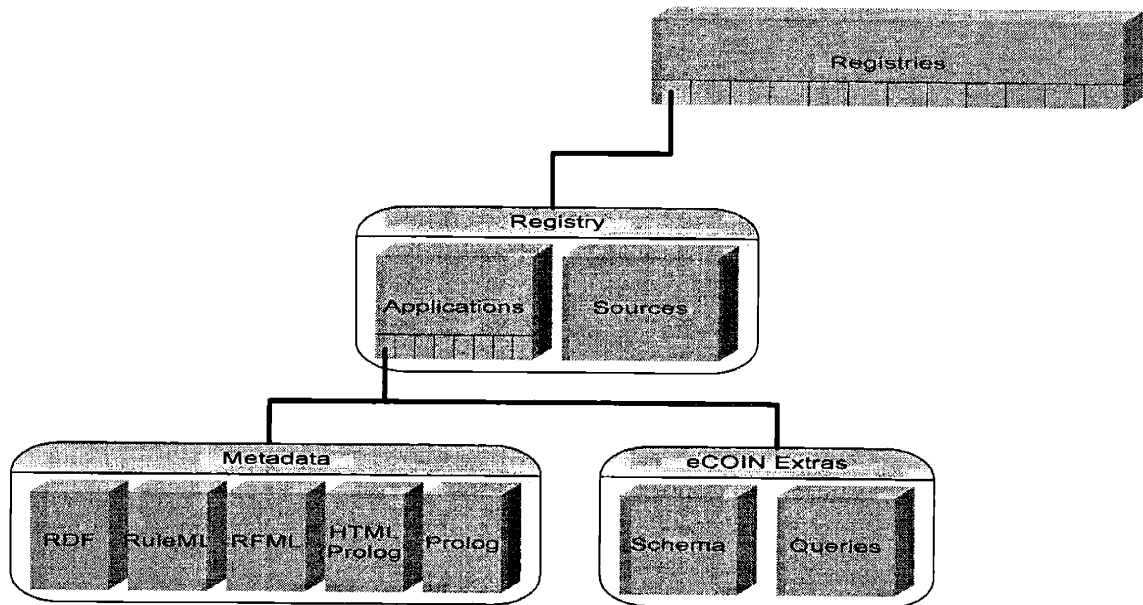 Registries
Registry
Applications
Sources
Metadata
eCOIN Extras
RDF
RuleML
RFML
HTML
Prolog
Prolog
Schema
Queries